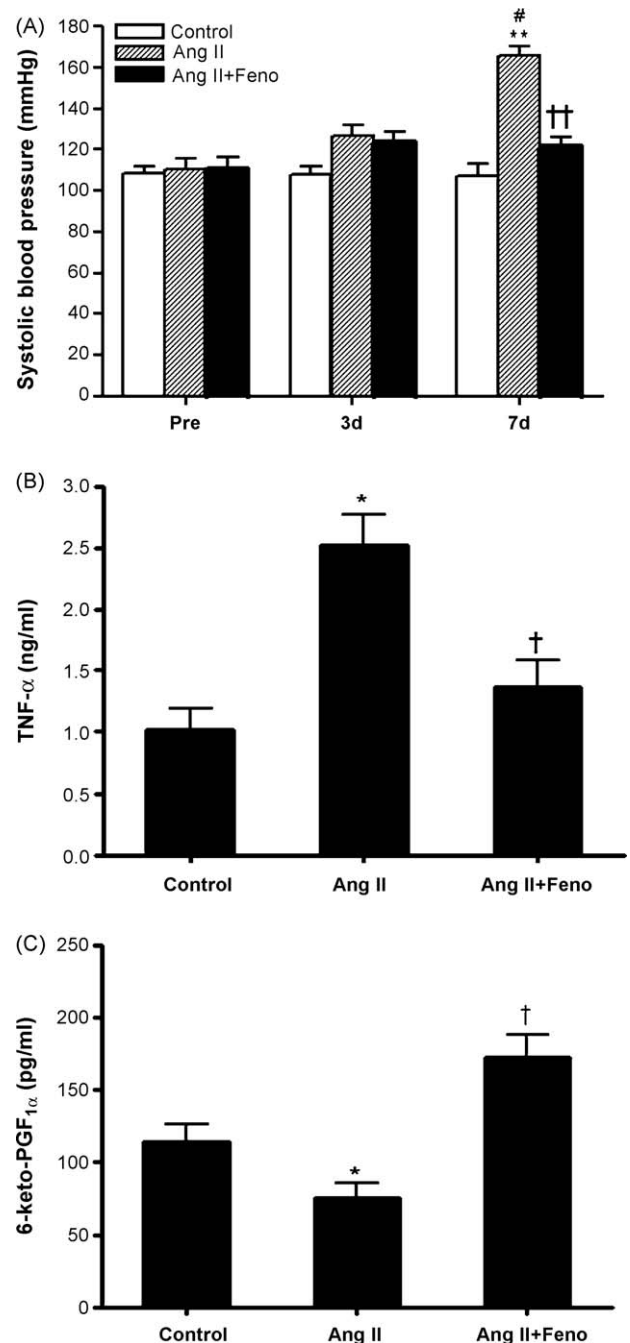 (A)
Systolic blood pressure (mmHg)
180
160
140
120
100
80
60
40
20
0
Control
Ang II
Ang II+Feno
#
**
††
Pre 3d 7d
(B)
TNF-α (ng/ml)
3.0
2.5
2.0
1.5
1.0
0.5
0.0
*
†
Control Ang II Ang II+Feno
(C)
6-keto-PGF1α (pg/ml)
250
200
150
100
50
0
*
†
Control Ang II Ang II+Feno